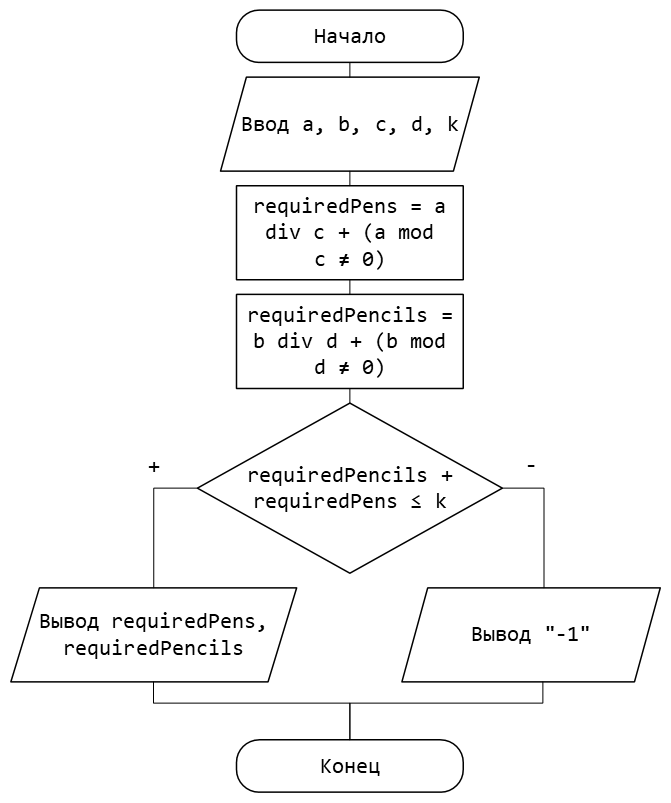 Начало
Ввод a, b, c, d, k
requiredPens = a
div c + (a mod
c ≠ 0)
requiredPencils =
b div d + (b mod
d ≠ 0)
+
-
requiredPencils +
requiredPens ≤ k
Вывод requiredPens,
requiredPencils
Вывод "-1"
Конец